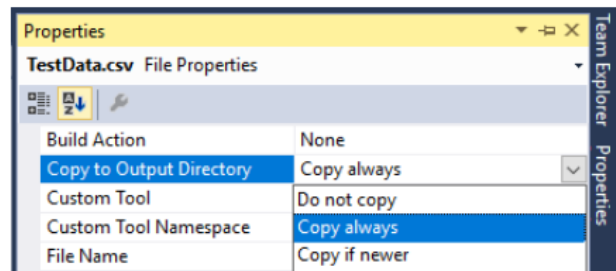 Properties
TestData.csv File Properties
Build Action None
Copy to Output Directory Copy always
Custom Tool Do not copy
Custom Tool Namespace Copy always
File Name Copy if newer
Team Explorer
Properties